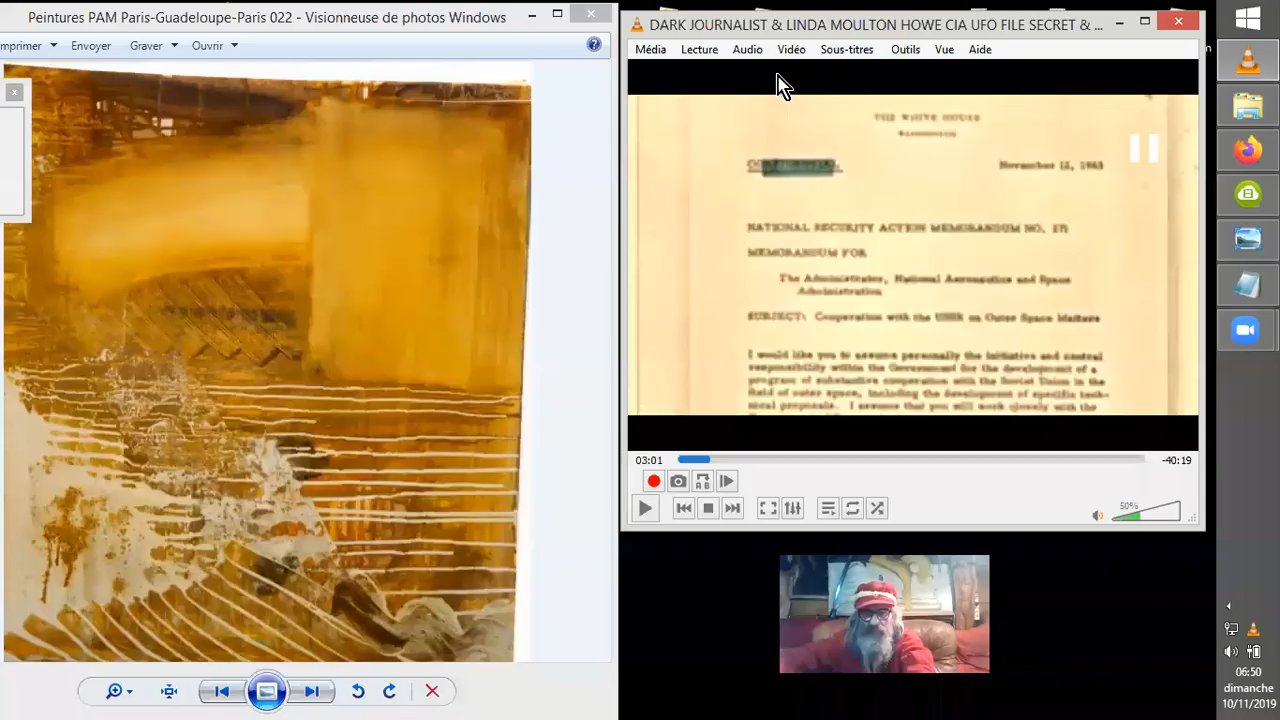 Peintures PAM Paris-Guadeloupe-Paris 022 - Visionneuse de photos Windows
mprimer Envoyer Graver Ouvrir
DARK JOURNALIST & LINDA MOULTON HOWE CIA UFO FILE SECRET & ...
Média Lecture Audio Vidéo Sous-titres Outils Vue Aide
THE WHITE HOUSE
WASHINGTON
November 12, 1963
NATIONAL SECURITY ACTION MEMORANDUM NO. 271
MEMORANDUM FOR
The Administrator, National Aeronautics and Space
Administration
SUBJECT: Cooperation with the USSR on Outer Space Matters
I would like you to assume personally the initiative and central
responsibility within the Government for the development of a
program of substantive cooperation with the Soviet Union in the
field of outer space, including the development of specific tech-
nical proposals. I assume that you will work closely with the
03:01 -40:19
50%
06:50
dimanche
10/11/2019